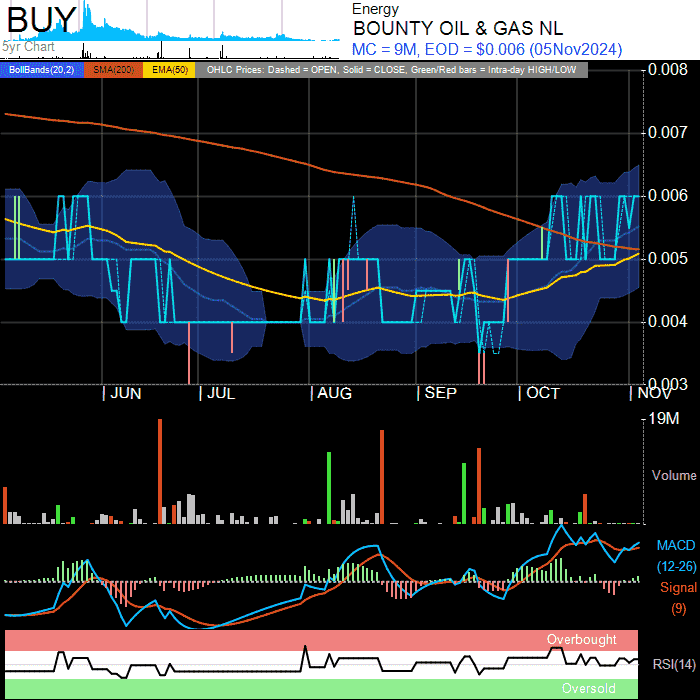 BUY
5yr Chart
Energy
BOUNTY OIL & GAS NL
MC = 9M, EOD = $0.006 (05Nov2024)
BollBands(20,2) SMA(200) EMA(50) OHLC Prices: Dashed = OPEN, Solid = CLOSE, Green/Red bars = Intra-day HIGH/LOW
0.008
0.007
0.006
0.005
0.004
0.003
JUN JUL AUG SEP OCT NOV
19M
Volume
MACD
(12-26)
Signal
(9)
Overbought
RSI(14)
Oversold